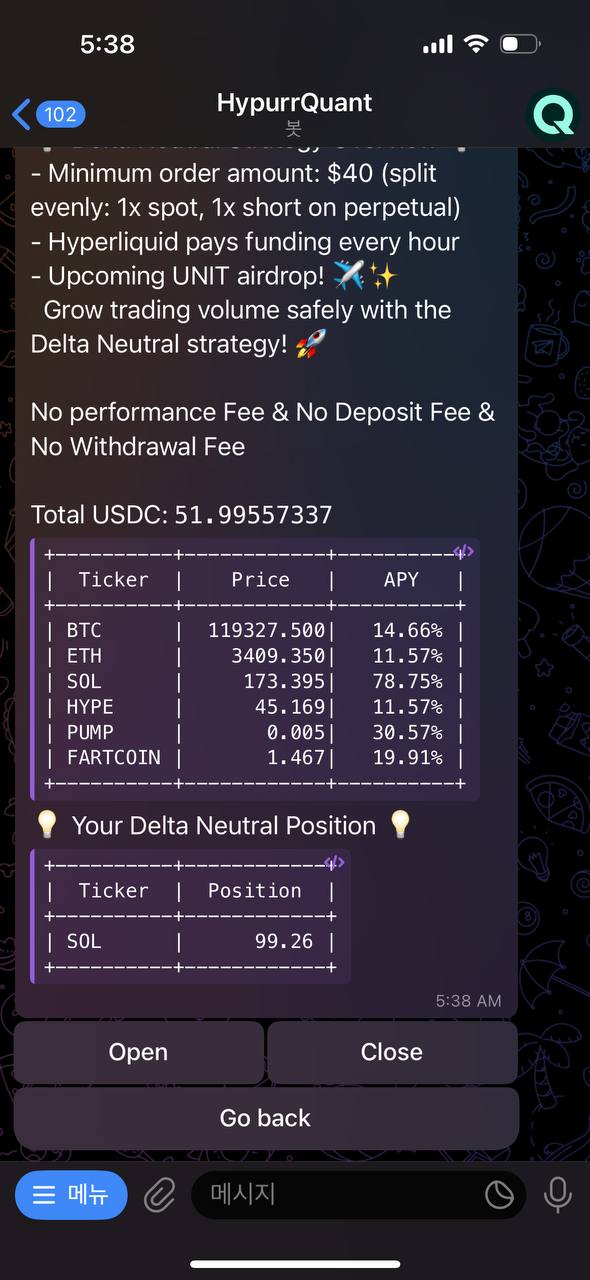 5:38
102
HypurrQuant
봇
- Minimum order amount: $40 (split
evenly: 1x spot, 1x short on perpetual)
- Hyperliquid pays funding every hour
- Upcoming UNIT airdrop! ✈️✨
Grow trading volume safely with the
Delta Neutral strategy! 🚀
No performance Fee & No Deposit Fee &
No Withdrawal Fee
Total USDC: 51.99557337
+----------+------------+----------+
| Ticker | Price | APY |
+----------+------------+----------+
| BTC | 119327.500| 14.66% |
| ETH | 3409.350| 11.57% |
| SOL | 173.395| 78.75% |
| HYPE | 45.169| 11.57% |
| PUMP | 0.005| 30.57% |
| FARTCOIN | 1.467| 19.91% |
+----------+------------+----------+
💡 Your Delta Neutral Position 💡
+----------+------------+
| Ticker | Position |
+----------+------------+
| SOL | 99.26 |
+----------+------------+
5:38 AM
Open Close
Go back
메뉴 메시지